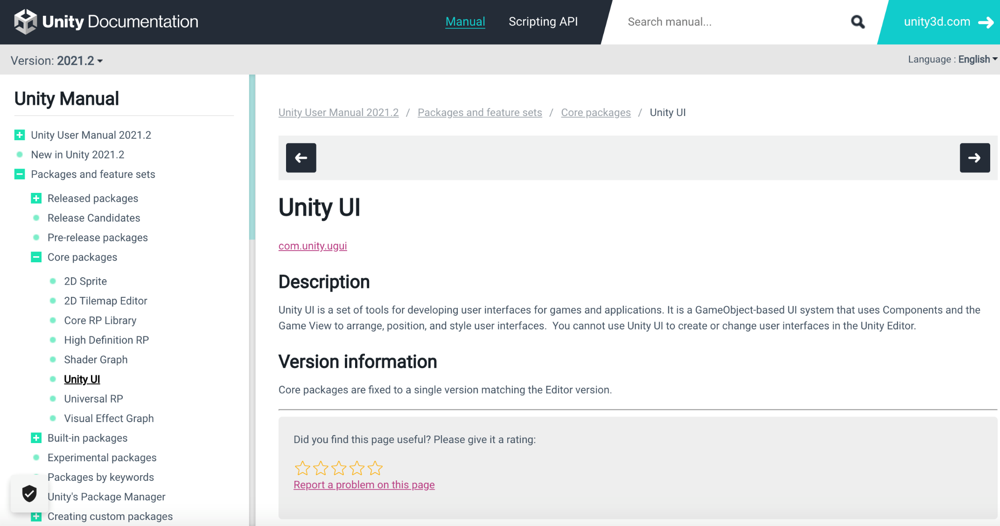 Unity Documentation
Manual
Scripting API
Search manual...
unity3d.com
Version: 2021.2
Language : English
Unity Manual
Unity User Manual 2021.2
New in Unity 2021.2
Packages and feature sets
Released packages
Release Candidates
Pre-release packages
Core packages
2D Sprite
2D Tilemap Editor
Core RP Library
High Definition RP
Shader Graph
Unity UI
Universal RP
Visual Effect Graph
Built-in packages
Experimental packages
Packages by keywords
Unity's Package Manager
Creating custom packages
Unity User Manual 2021.2 / Packages and feature sets / Core packages / Unity UI
Unity UI
com.unity.ugui
Description
Unity UI is a set of tools for developing user interfaces for games and applications. It is a GameObject-based UI system that uses Components and the
Game View to arrange, position, and style user interfaces.  You cannot use Unity UI to create or change user interfaces in the Unity Editor.
Version information
Core packages are fixed to a single version matching the Editor version.
Did you find this page useful? Please give it a rating:
Report a problem on this page